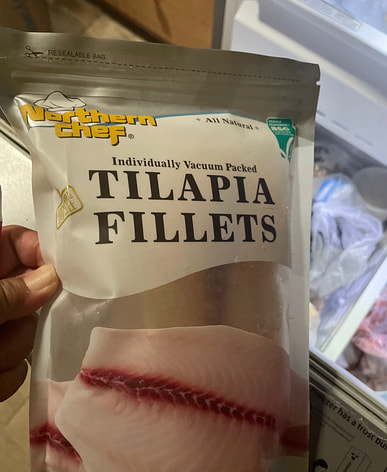 RESEALABLE BAG
Northern
Chef®
All Natural
Individually Vacuum Packed
TILAPIA
FILLETS